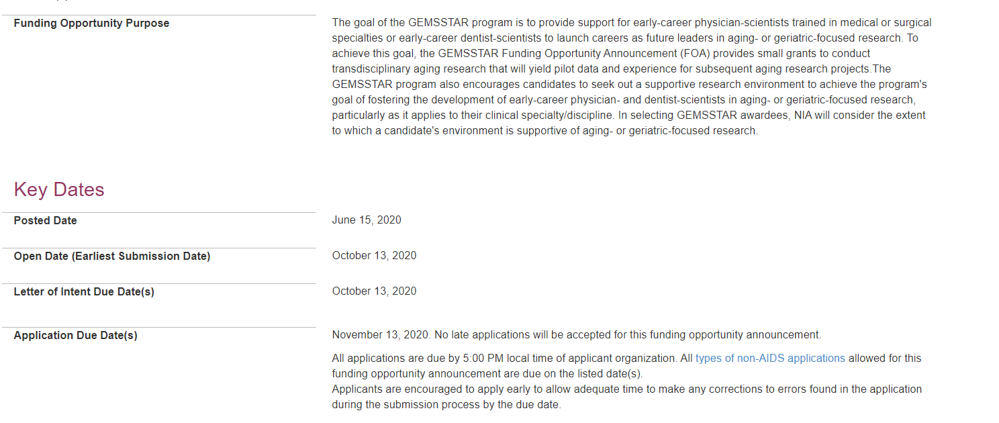 Funding Opportunity Purpose
The goal of the GEMSSTAR program is to provide support for early-career physician-scientists trained in medical or surgical
specialties or early-career dentist-scientists to launch careers as future leaders in aging- or geriatric-focused research. To
achieve this goal, the GEMSSTAR Funding Opportunity Announcement (FOA) provides small grants to conduct
transdisciplinary aging research that will yield pilot data and experience for subsequent aging research projects.The
GEMSSTAR program also encourages candidates to seek out a supportive research environment to achieve the program's
goal of fostering the development of early-career physician- and dentist-scientists in aging- or geriatric-focused research,
particularly as it applies to their clinical specialty/discipline. In selecting GEMSSTAR awardees, NIA will consider the extent
to which a candidate's environment is supportive of aging- or geriatric-focused research.
Key Dates
Posted Date
June 15, 2020
Open Date (Earliest Submission Date)
October 13, 2020
Letter of Intent Due Date(s)
October 13, 2020
Application Due Date(s)
November 13, 2020. No late applications will be accepted for this funding opportunity announcement.
All applications are due by 5:00 PM local time of applicant organization. All types of non-AIDS applications allowed for this
funding opportunity announcement are due on the listed date(s).
Applicants are encouraged to apply early to allow adequate time to make any corrections to errors found in the application
during the submission process by the due date.